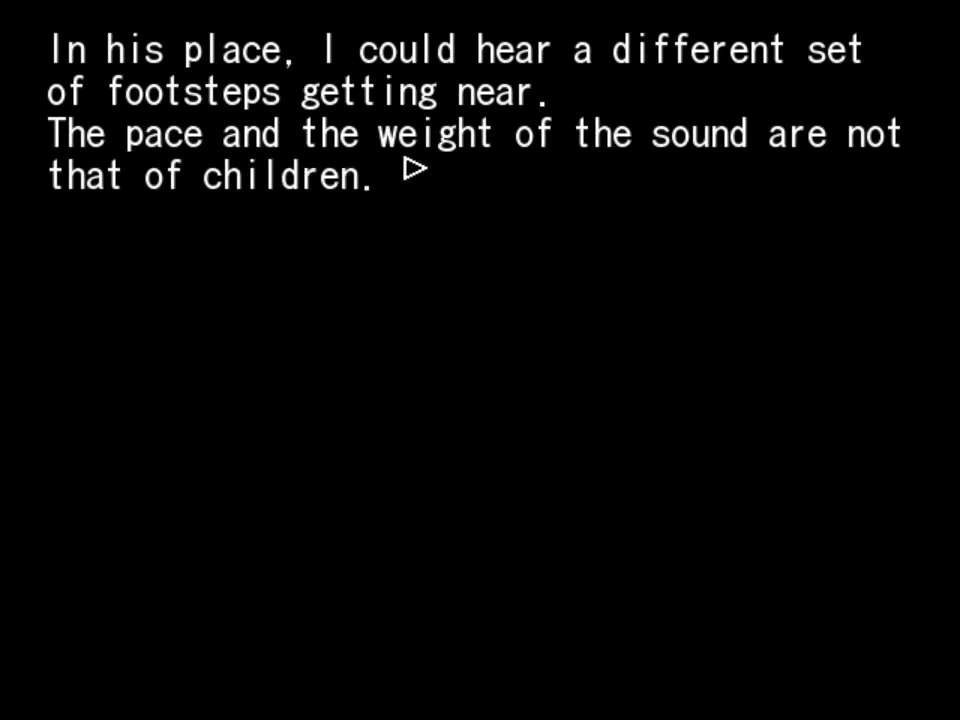 In his place, I could hear a different set
of footsteps getting near.
The pace and the weight of the sound are not
that of children.